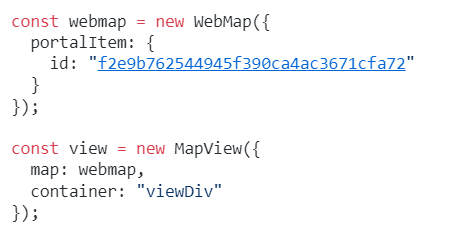 const webmap = new WebMap({
  portalItem: {
    id: "f2e9b762544945f390ca4ac3671cfa72"
  }
});
const view = new MapView({
  map: webmap,
  container: "viewDiv"
});